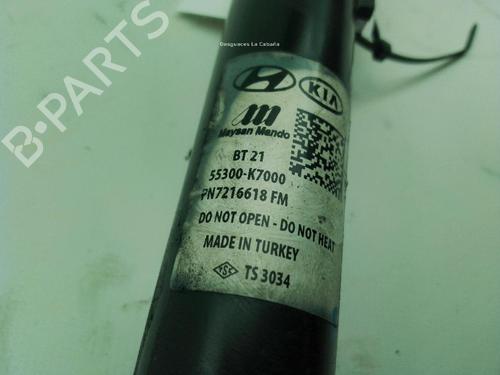 Desguaces La Cabaña
B-PARTS
KIA
Maysan Mando
BT 21
55300-K7000
PN7216618 FM
DO NOT OPEN - DO NOT HEAT
MADE IN TURKEY
TSE TS 3034